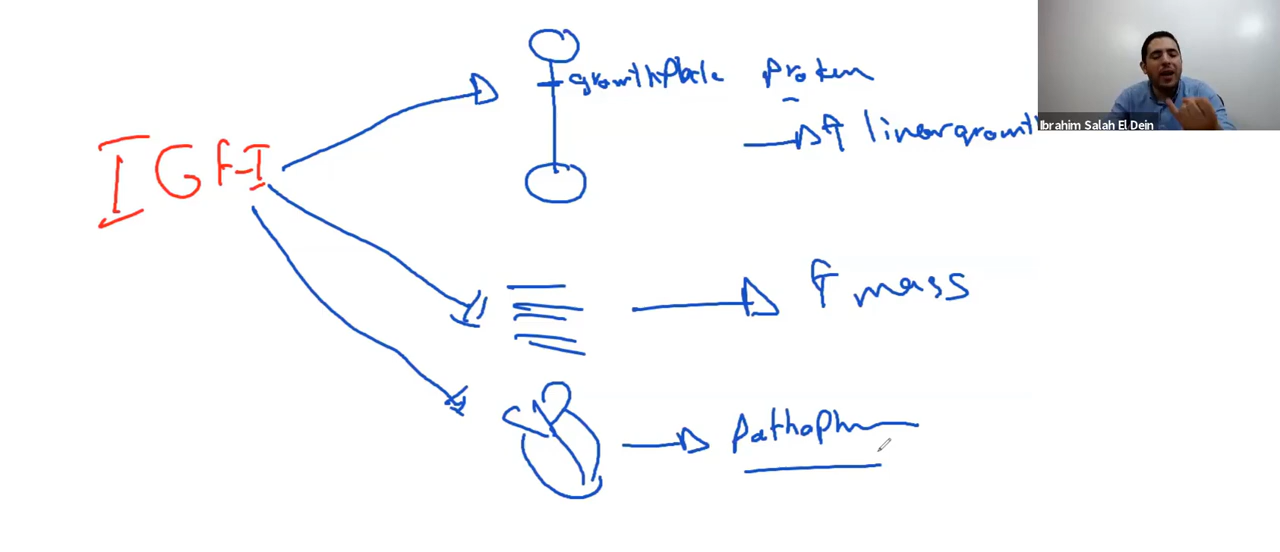 IGF-I
growth Plate Protein
↑ linear growth
↑ mass
Pathoph
Ibrahim Salah El Dein